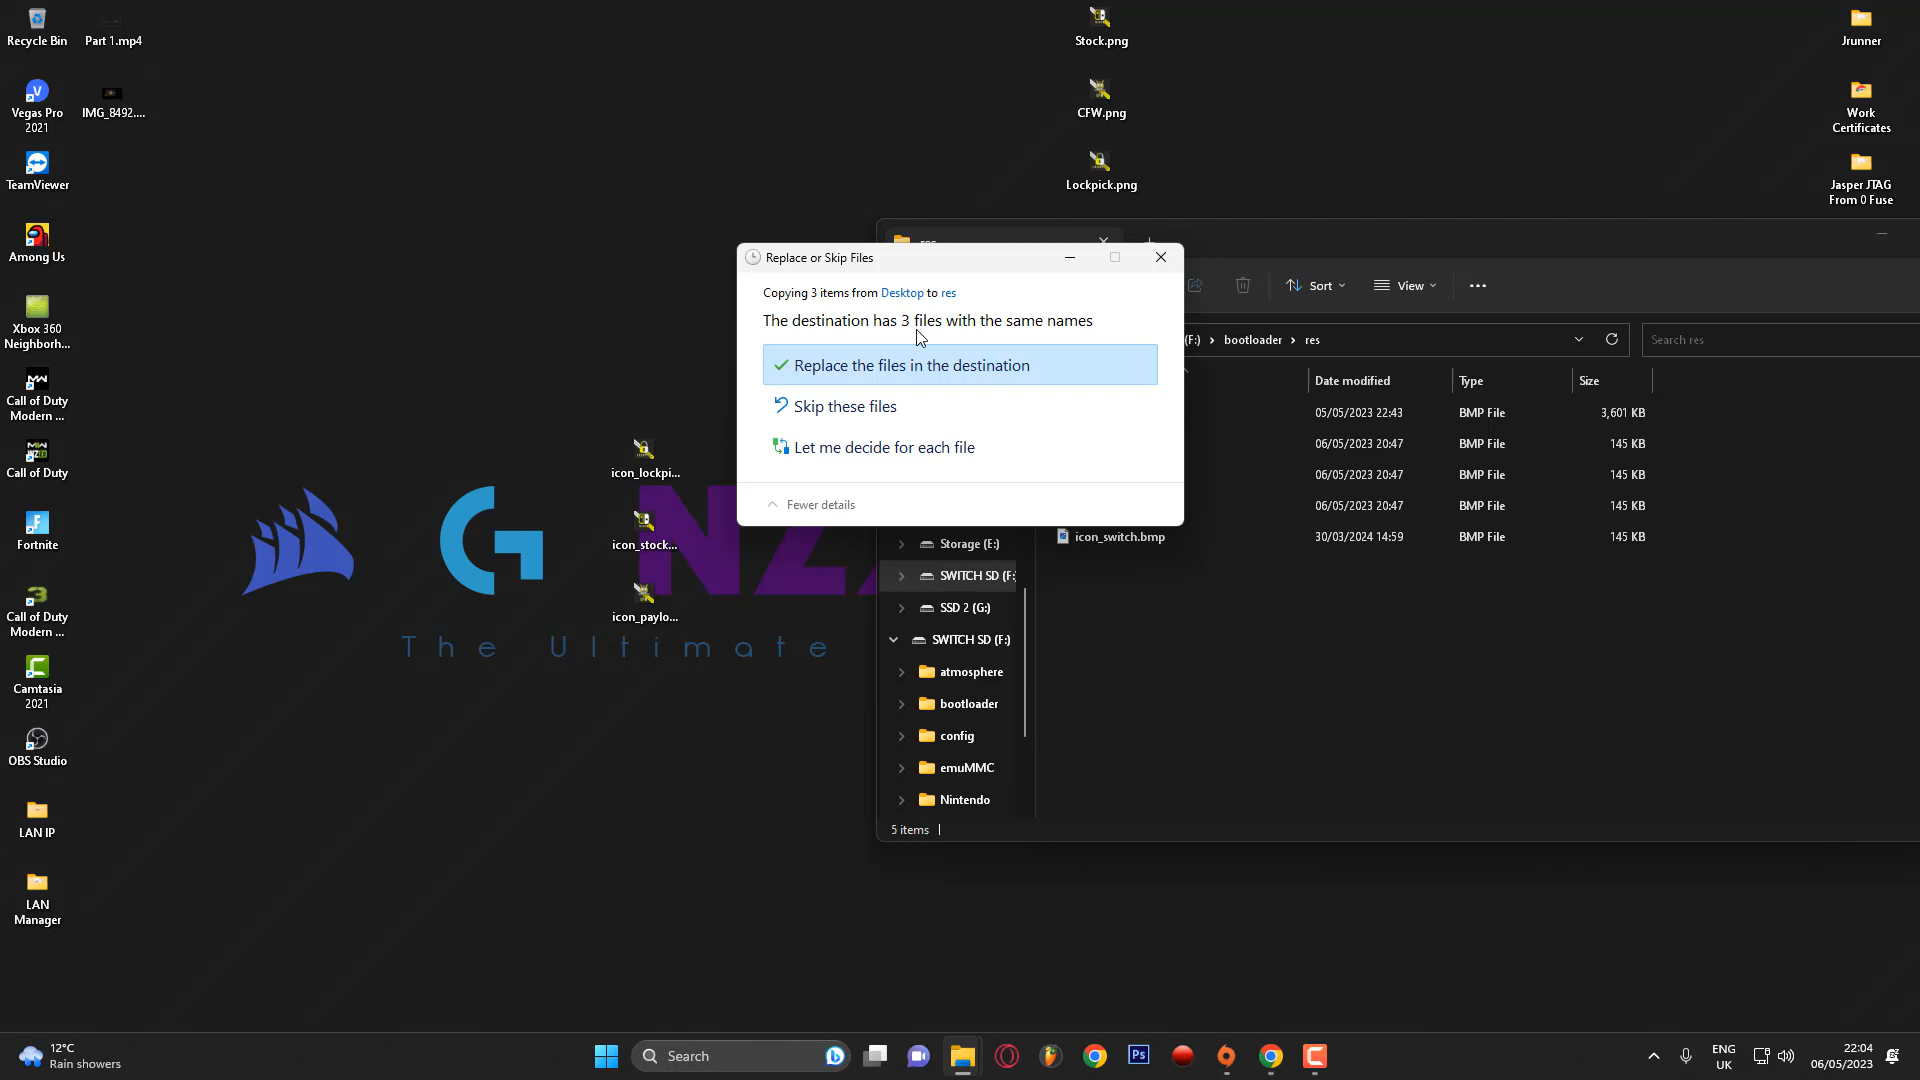 Recycle Bin
Part 1.mp4
Vegas Pro
2021
IMG_8492....
TeamViewer
Among Us
Xbox 360
Neighborh...
Call of Duty
Modern ...
Call of Duty
Fortnite
Call of Duty
Modern ...
Camtasia
2021
OBS Studio
LAN IP
LAN
Manager
icon_lockpi...
icon_stock...
icon_paylo...
G NZ
The Ultimate
Stock.png
CFW.png
Lockpick.png
Jrunner
Work
Certificates
Jasper JTAG
From 0 Fuse
Replace or Skip Files
Copying 3 items from Desktop to res
The destination has 3 files with the same names
Replace the files in the destination
Skip these files
Let me decide for each file
Fewer details
Sort
View
(F:) > bootloader > res
Search res
Date modified Type Size
05/05/2023 22:43 BMP File 3,601 KB
06/05/2023 20:47 BMP File 145 KB
06/05/2023 20:47 BMP File 145 KB
06/05/2023 20:47 BMP File 145 KB
icon_switch.bmp 30/03/2024 14:59 BMP File 145 KB
Storage (E:)
SWITCH SD (F:
SSD 2 (G:)
SWITCH SD (F:)
atmosphere
bootloader
config
emuMMC
Nintendo
5 items
12°C
Rain showers
Search
Ps
ENG
UK
22:04
06/05/2023